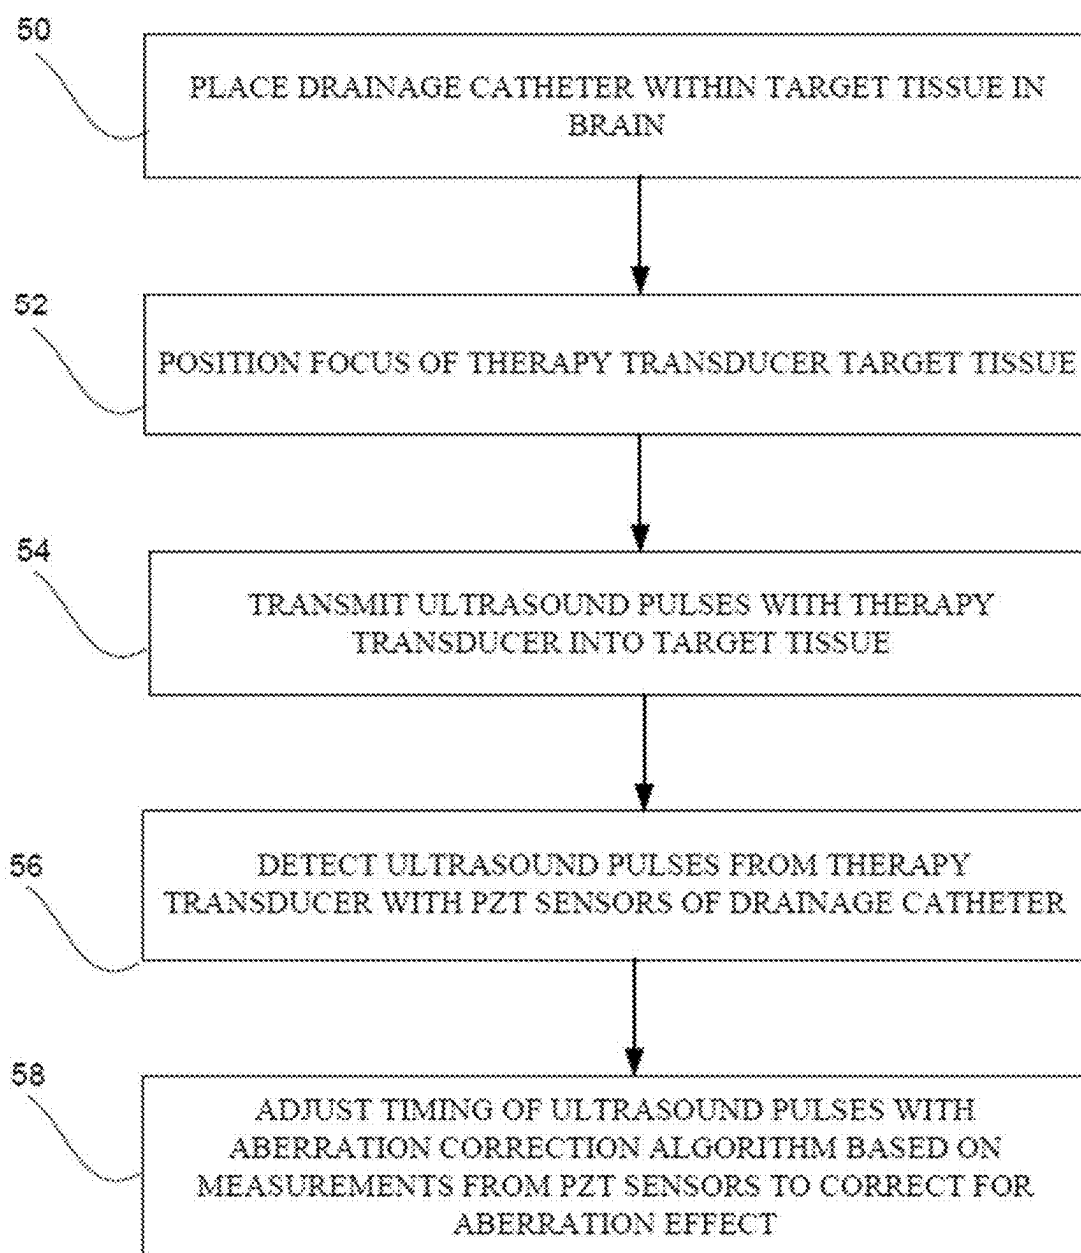 50
PLACE DRAINAGE CATHETER WITHIN TARGET TISSUE IN
BRAIN
52
POSITION FOCUS OF THERAPY TRANSDUCER TARGET TISSUE
54
TRANSMIT ULTRASOUND PULSES WITH THERAPY
TRANSDUCER INTO TARGET TISSUE
56
DETECT ULTRASOUND PULSES FROM THERAPY
TRANSDUCER WITH PZT SENSORS OF DRAINAGE CATHETER
58
ADJUST TIMING OF ULTRASOUND PULSES WITH
ABERRATION CORRECTION ALGORITHM BASED ON
MEASUREMENTS FROM PZT SENSORS TO CORRECT FOR
ABERRATION EFFECT